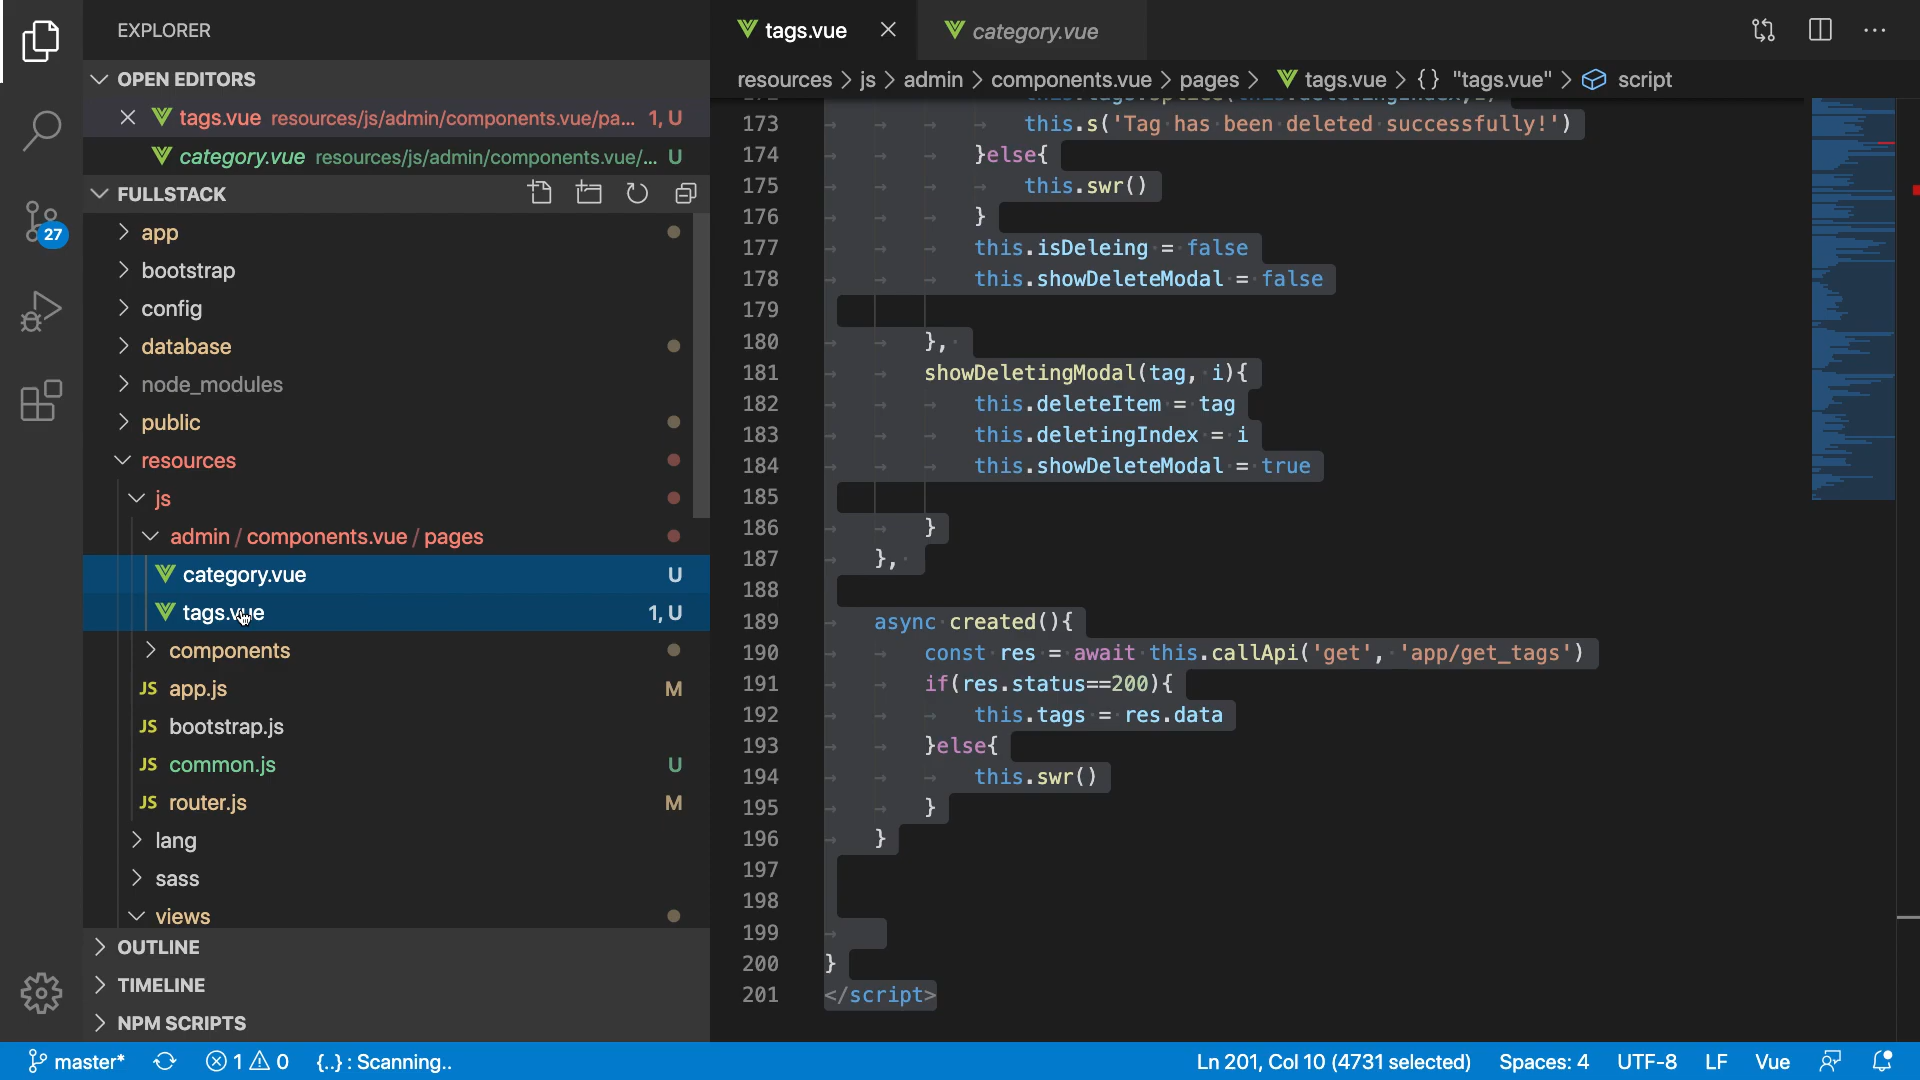 EXPLORER
OPEN EDITORS
tags.vue resources/js/admin/components.vue/pa... 1, U
category.vue resources/js/admin/components.vue/... U
FULLSTACK
app
bootstrap
config
database
node_modules
public
resources
js
admin / components.vue / pages
category.vue U
tags.vue 1, U
components
app.js M
bootstrap.js
common.js U
router.js M
lang
sass
views
OUTLINE
TIMELINE
NPM SCRIPTS
27
tags.vue
category.vue
resources > js > admin > components.vue > pages > tags.vue > {} "tags.vue" > script
173 this.s('Tag has been deleted successfully!')
174 }else{
175 this.swr()
176 }
177 this.isDeleing = false
178 this.showDeleteModal = false
179
180 },
181 showDeletingModal(tag, i){
182 this.deleteItem = tag
183 this.deletingIndex = i
184 this.showDeleteModal = true
185
186 }
187 },
188
189 async created(){
190 const res = await this.callApi('get', 'app/get_tags')
191 if(res.status==200){
192 this.tags = res.data
193 }else{
194 this.swr()
195 }
196 }
197
198
199
200 }
201 </script>
master* 1 0 {..} : Scanning.. Ln 201, Col 10 (4731 selected) Spaces: 4 UTF-8 LF Vue